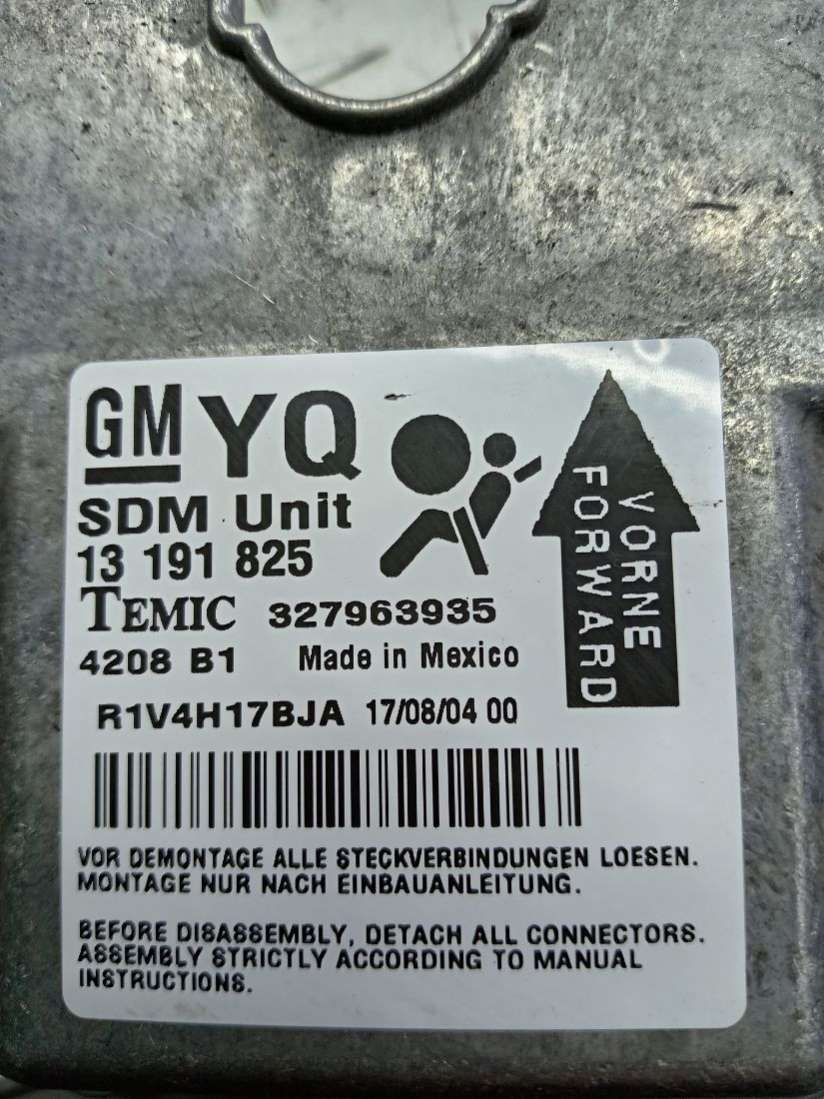 GM YQ
SDM Unit
13 191 825
TEMIC 327963935
4208 B1 Made in Mexico
R1V4H17BJA 17/08/04 00
VORNE
FORWARD
VOR DEMONTAGE ALLE STECKVERBINDUNGEN LOESEN.
MONTAGE NUR NACH EINBAUANLEITUNG.
BEFORE DISASSEMBLY, DETACH ALL CONNECTORS.
ASSEMBLY STRICTLY ACCORDING TO MANUAL
INSTRUCTIONS.